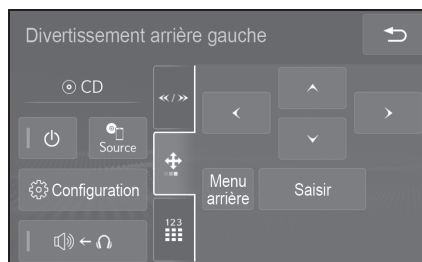 Divertissement arrière gauche
CD
Source
Configuration
«/»
123
Menu
arrière
Saisir